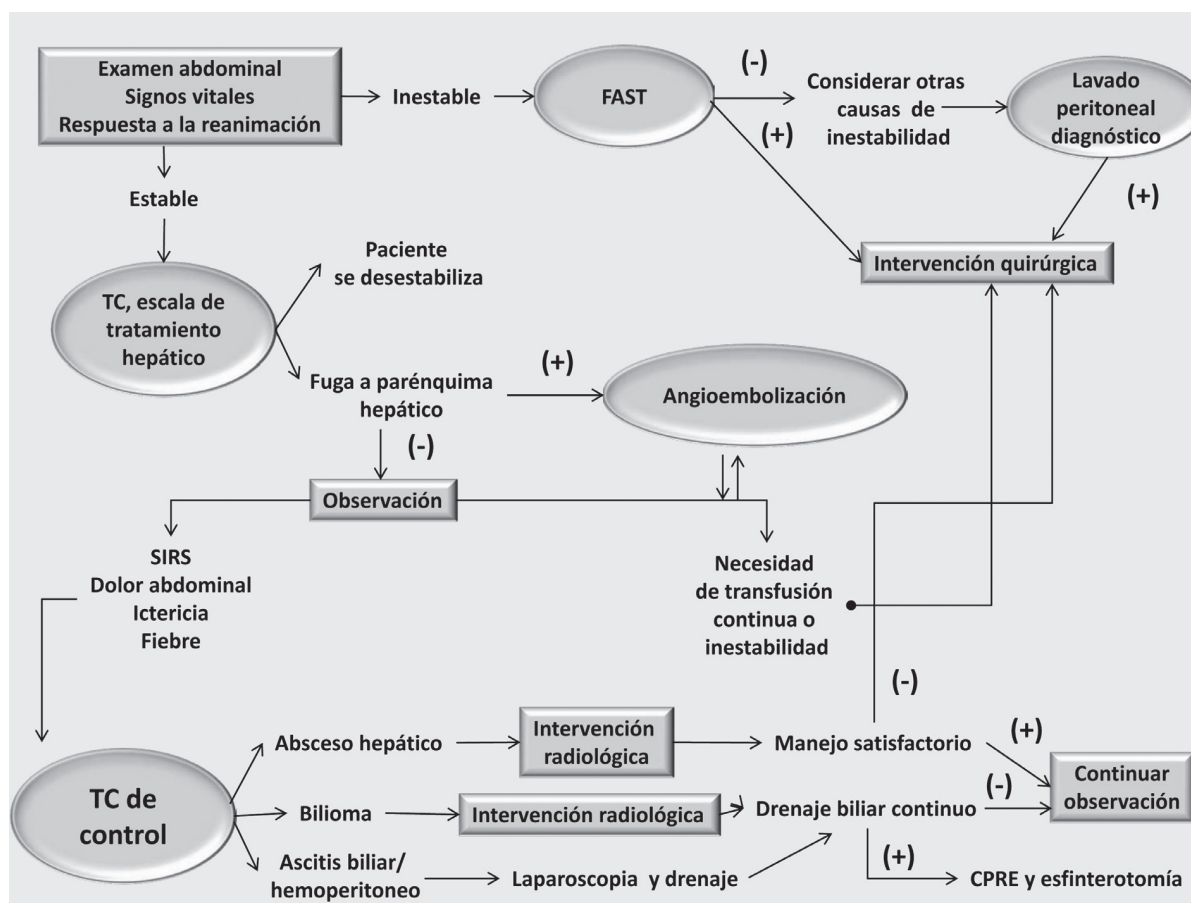 Examen abdominal
Signos vitales
Respuesta a la reanimación
Inestable
FAST
(-)
(+)
Considerar otras
causas de
inestabilidad
Lavado
peritoneal
diagnóstico
(+)
Estable
Intervención quirúrgica
TC, escala de
tratamiento
hepático
Paciente
se desestabiliza
Fuga a parénquima
hepático
(+)
Angioembolización
(-)
Observación
SIRS
Dolor abdominal
Ictericia
Fiebre
Necesidad
de transfusión
continua o
inestabilidad
(-)
TC de
control
Absceso hepático
Intervención
radiológica
Manejo satisfactorio
(+)
Continuar
observación
Bilioma
Intervención radiológica
Drenaje biliar continuo
(-)
Ascitis biliar/
hemoperitoneo
Laparoscopia y drenaje
(+)
CPRE y esfinterotomía